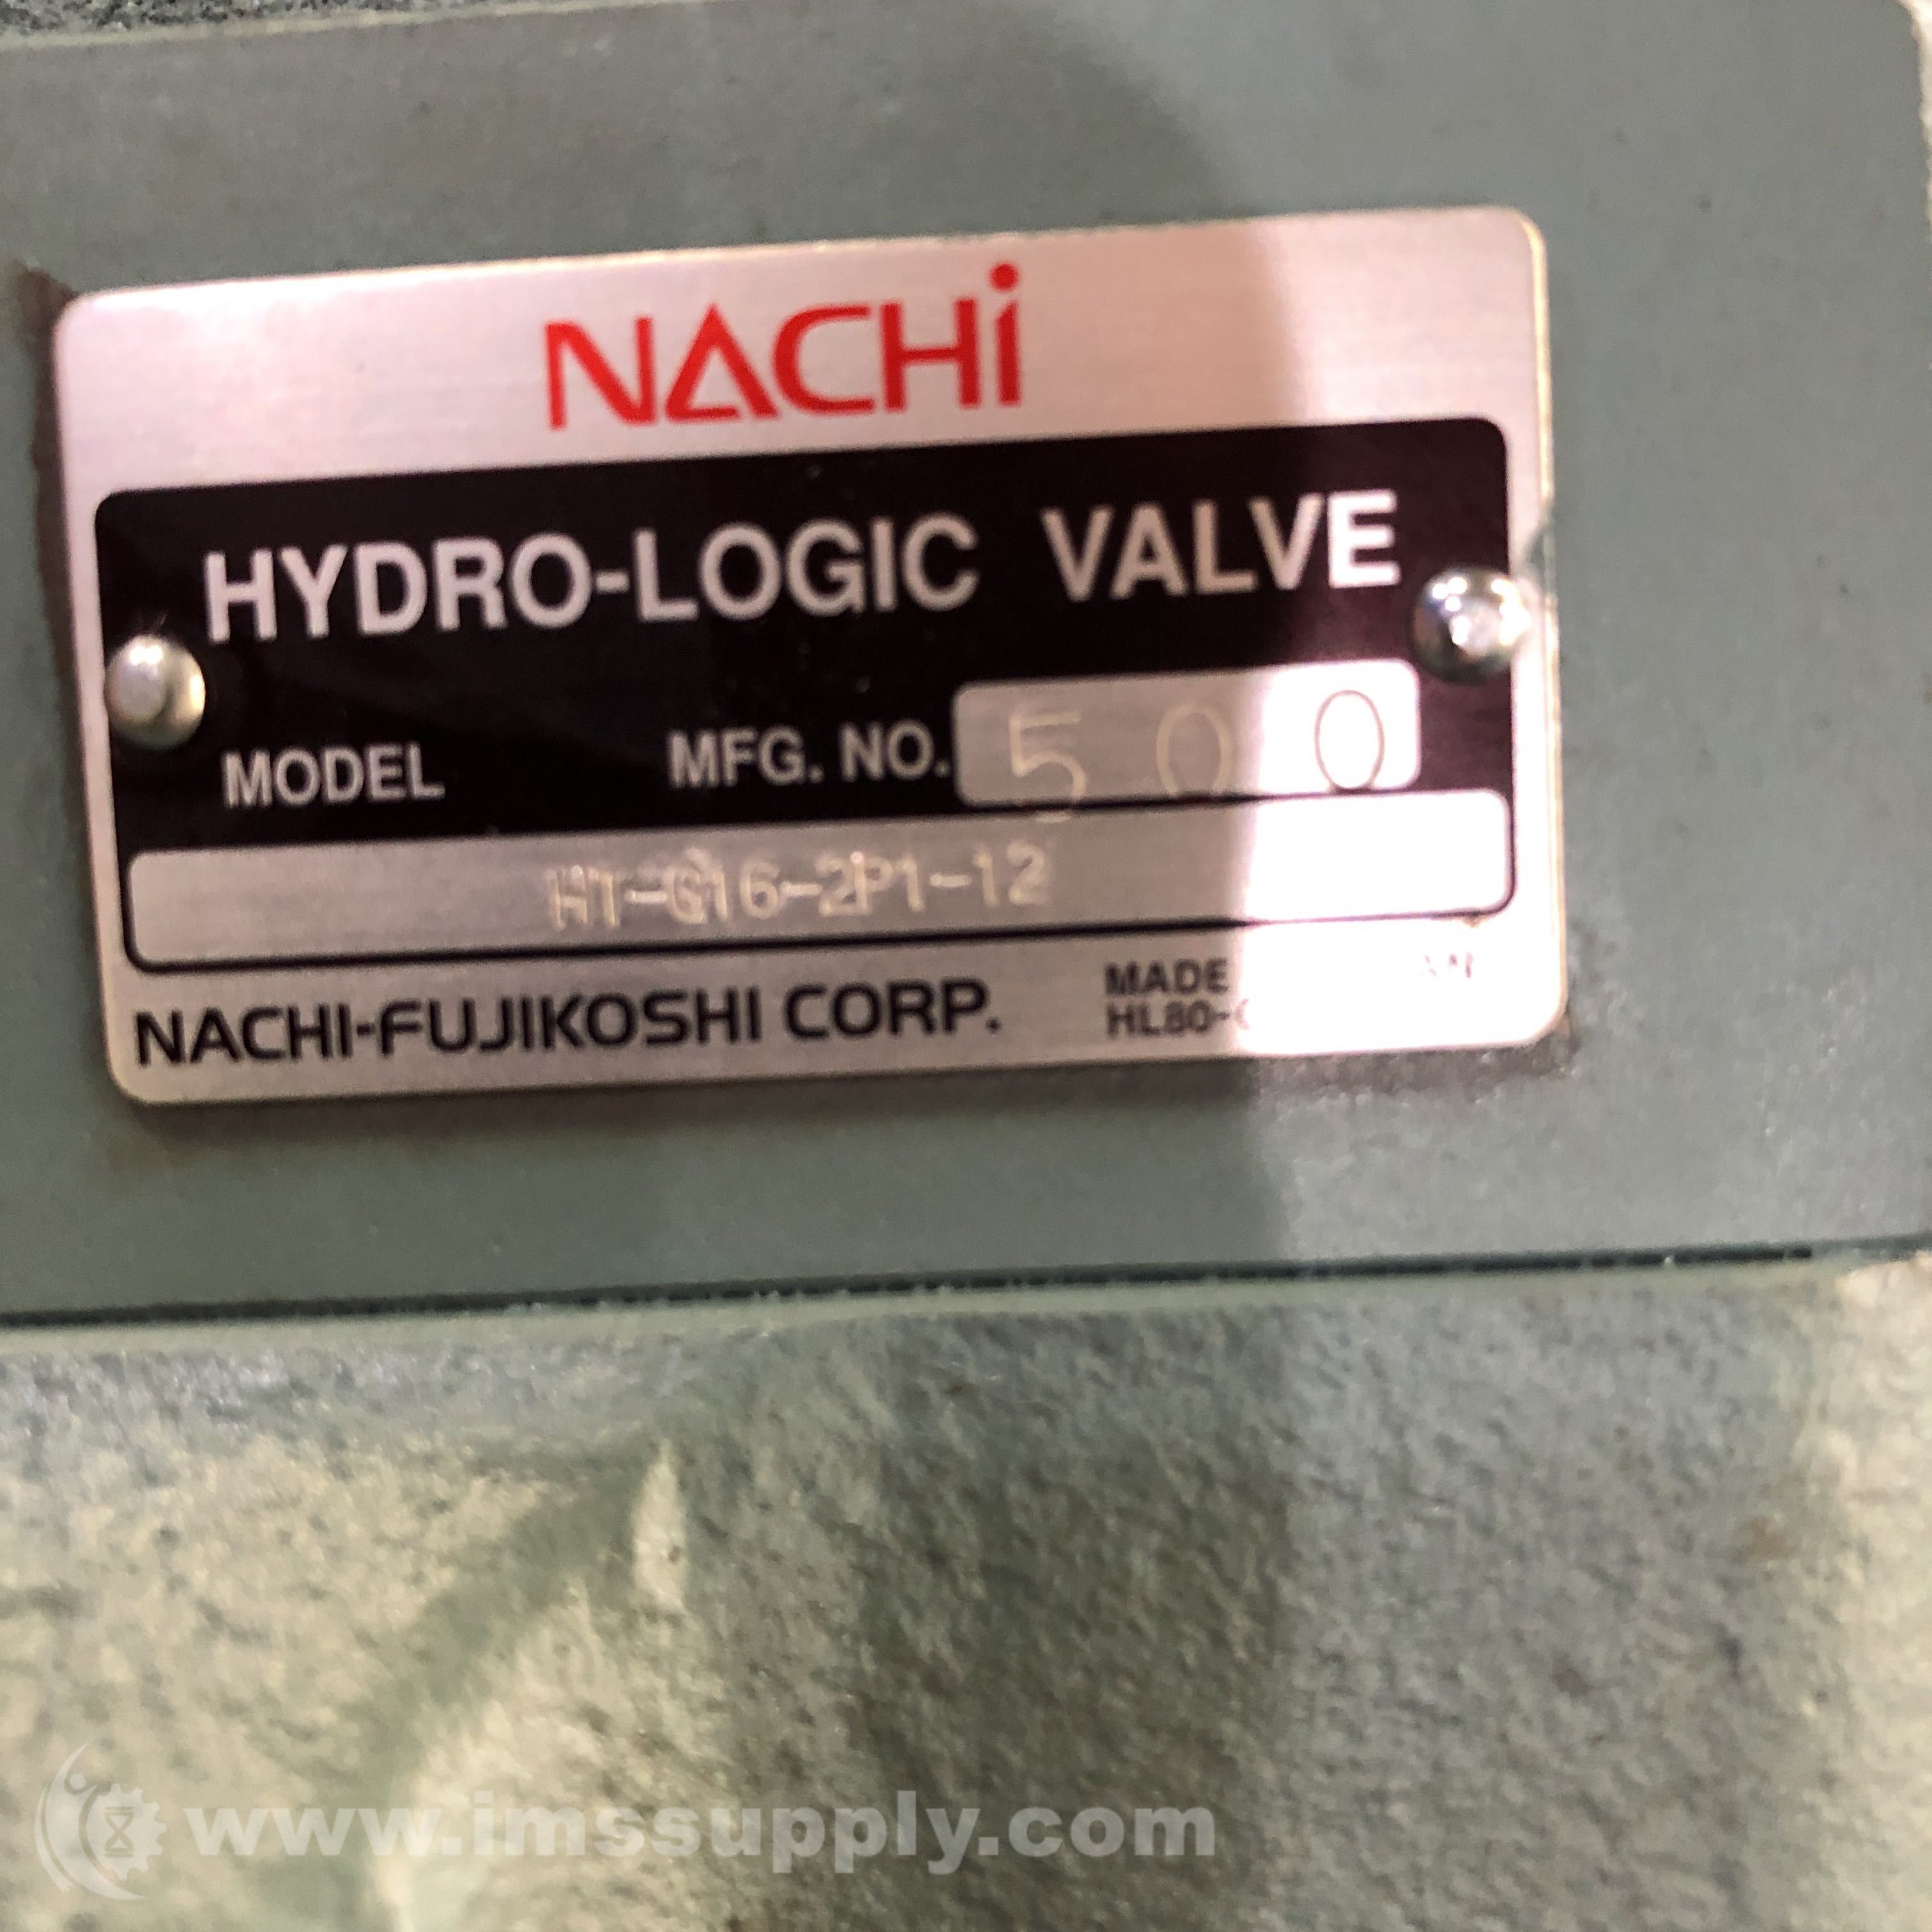 NACHi
HYDRO-LOGIC VALVE
MODEL MFG. NO. 500
HT-G16-2P1-12
NACHI-FUJIKOSHI CORP.
MADE
HL80-
www.imssupply.com